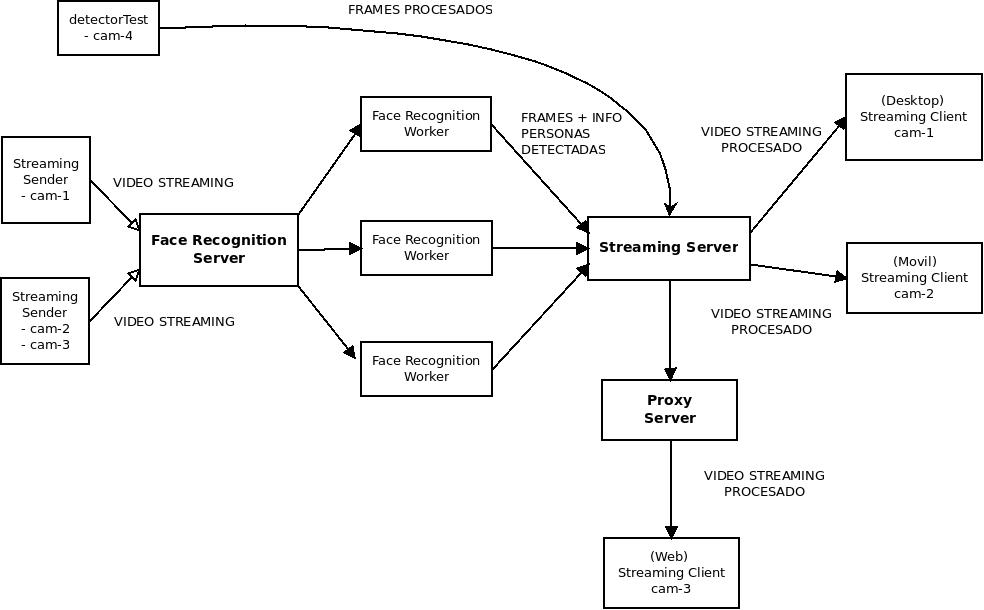 FRAMES PROCESADOS
detectorTest
- cam-4
Face Recognition
Worker
FRAMES + INFO
PERSONAS
DETECTADAS
(Desktop)
Streaming Client
cam-1
VIDEO STREAMING
PROCESADO
Streaming
Sender
- cam-1
VIDEO STREAMING
Face Recognition
Server
Face Recognition
Worker
Streaming Server
(Movil)
Streaming Client
cam-2
Streaming
Sender
- cam-2
- cam-3
VIDEO STREAMING
VIDEO STREAMING
PROCESADO
Face Recognition
Worker
Proxy
Server
VIDEO STREAMING
PROCESADO
(Web)
Streaming Client
cam-3